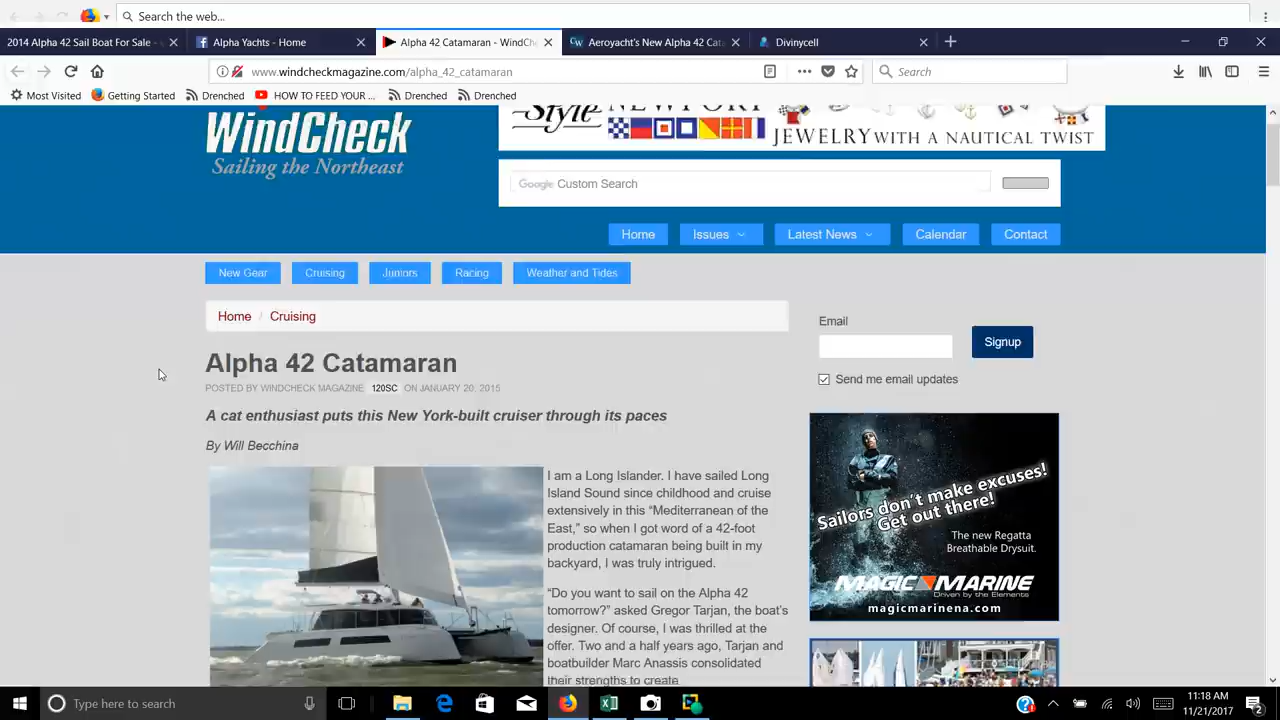 Search the web...
2014 Alpha 42 Sail Boat For Sale -
Alpha Yachts - Home
Alpha 42 Catamaran - WindCh
Aeroyacht's New Alpha 42 Cat
Divinycell
www.windcheckmagazine.com/alpha_42_catamaran
Search
Most Visited
Getting Started
Drenched
HOW TO FEED YOUR ...
Drenched
Drenched
Style
NEWPORT
JEWELRY WITH A NAUTICAL TWIST
WindCheck
Sailing the Northeast
Google Custom Search
Home
Issues
Latest News
Calendar
Contact
New Gear
Cruising
Juniors
Racing
Weather and Tides
Home / Cruising
Alpha 42 Catamaran
POSTED BY WINDCHECK MAGAZINE 120SC ON JANUARY 20, 2015
A cat enthusiast puts this New York-built cruiser through its paces
By Will Becchina
I am a Long Islander. I have sailed Long
Island Sound since childhood and cruise
extensively in this “Mediterranean of the
East,” so when I got word of a 42-foot
production catamaran being built in my
backyard, I was truly intrigued.
“Do you want to sail on the Alpha 42
tomorrow?” asked Gregor Tarjan, the boat’s
designer. Of course, I was thrilled at the
offer. Two and a half years ago, Tarjan and
boatbuilder Marc Anassis consolidated
their strengths to create
Email
Signup
Send me email updates
Sailors don't make excuses!
Get out there!
The new Regatta
Breathable Drysuit.
MAGIC MARINE
Driven by the Elements
magicmarinena.com
Type here to search
11:18 AM
11/21/2017
2